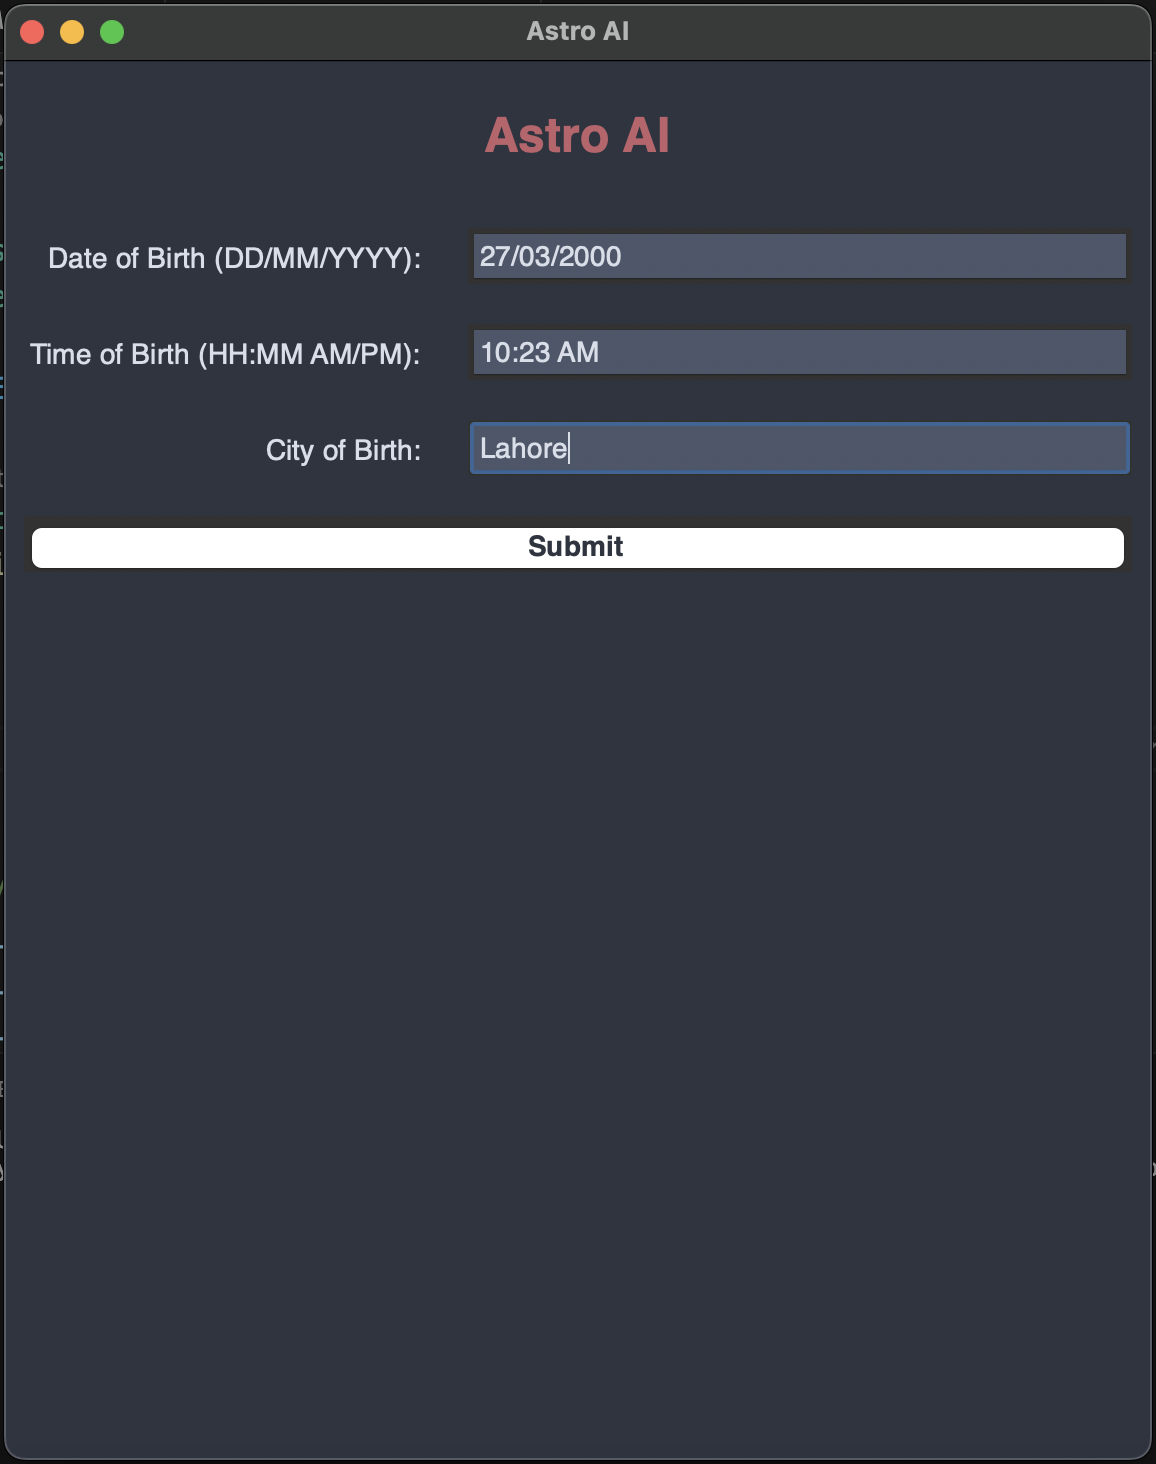 Astro AI
Astro AI
Date of Birth (DD/MM/YYYY): 27/03/2000
Time of Birth (HH:MM AM/PM): 10:23 AM
City of Birth: Lahore
Submit